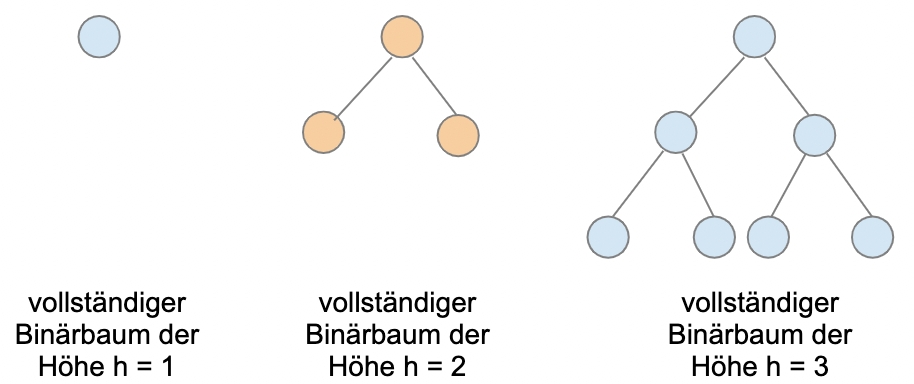 vollständiger
Binärbaum der
Höhe h = 1
vollständiger
Binärbaum der
Höhe h = 2
vollständiger
Binärbaum der
Höhe h = 3